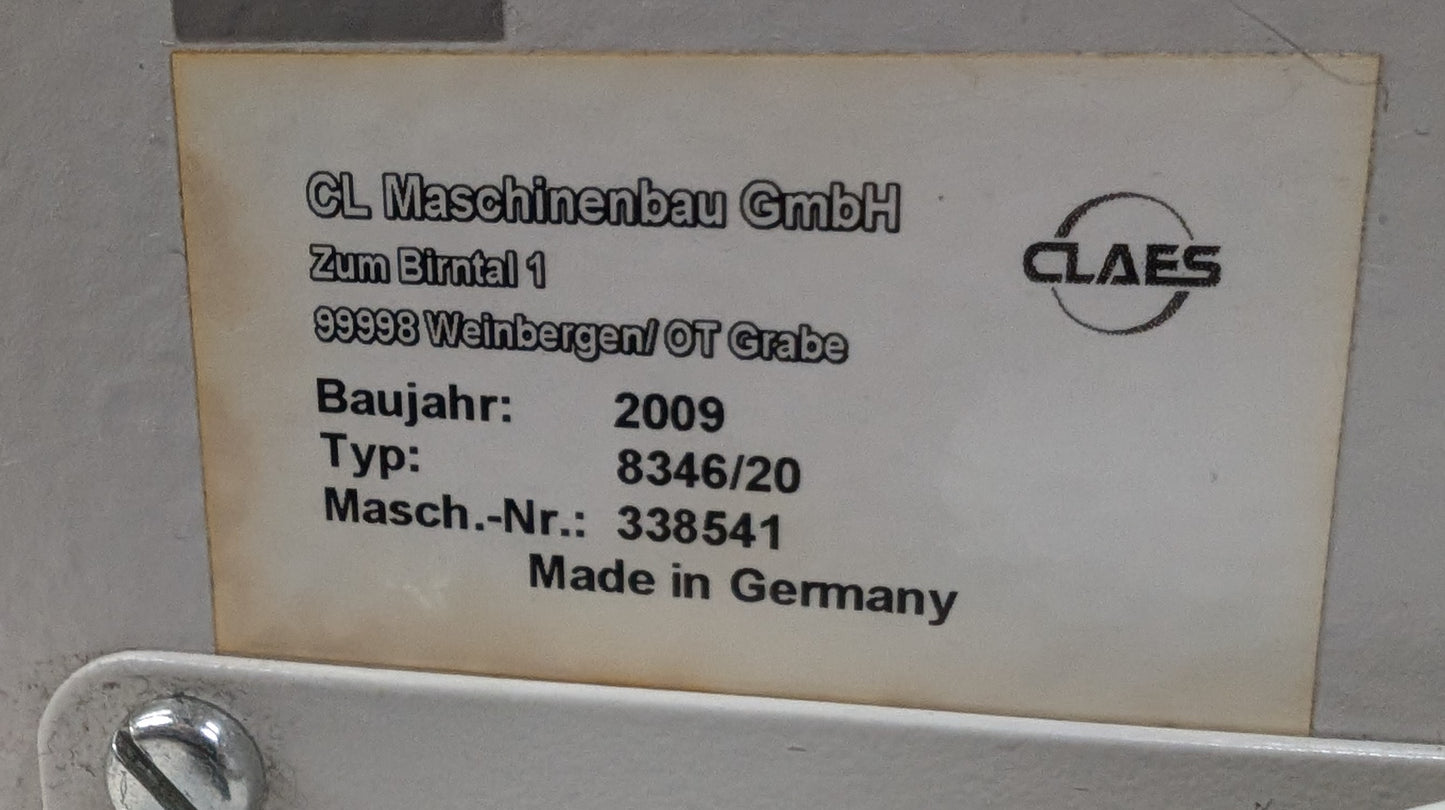 CL Maschinenbau GmbH
CLAES
Zum Birntal 1
99998 Weinbergen/ OT Grabe
Baujahr: 2009
Typ: 8346/20
Masch.-Nr.: 338541
Made in Germany